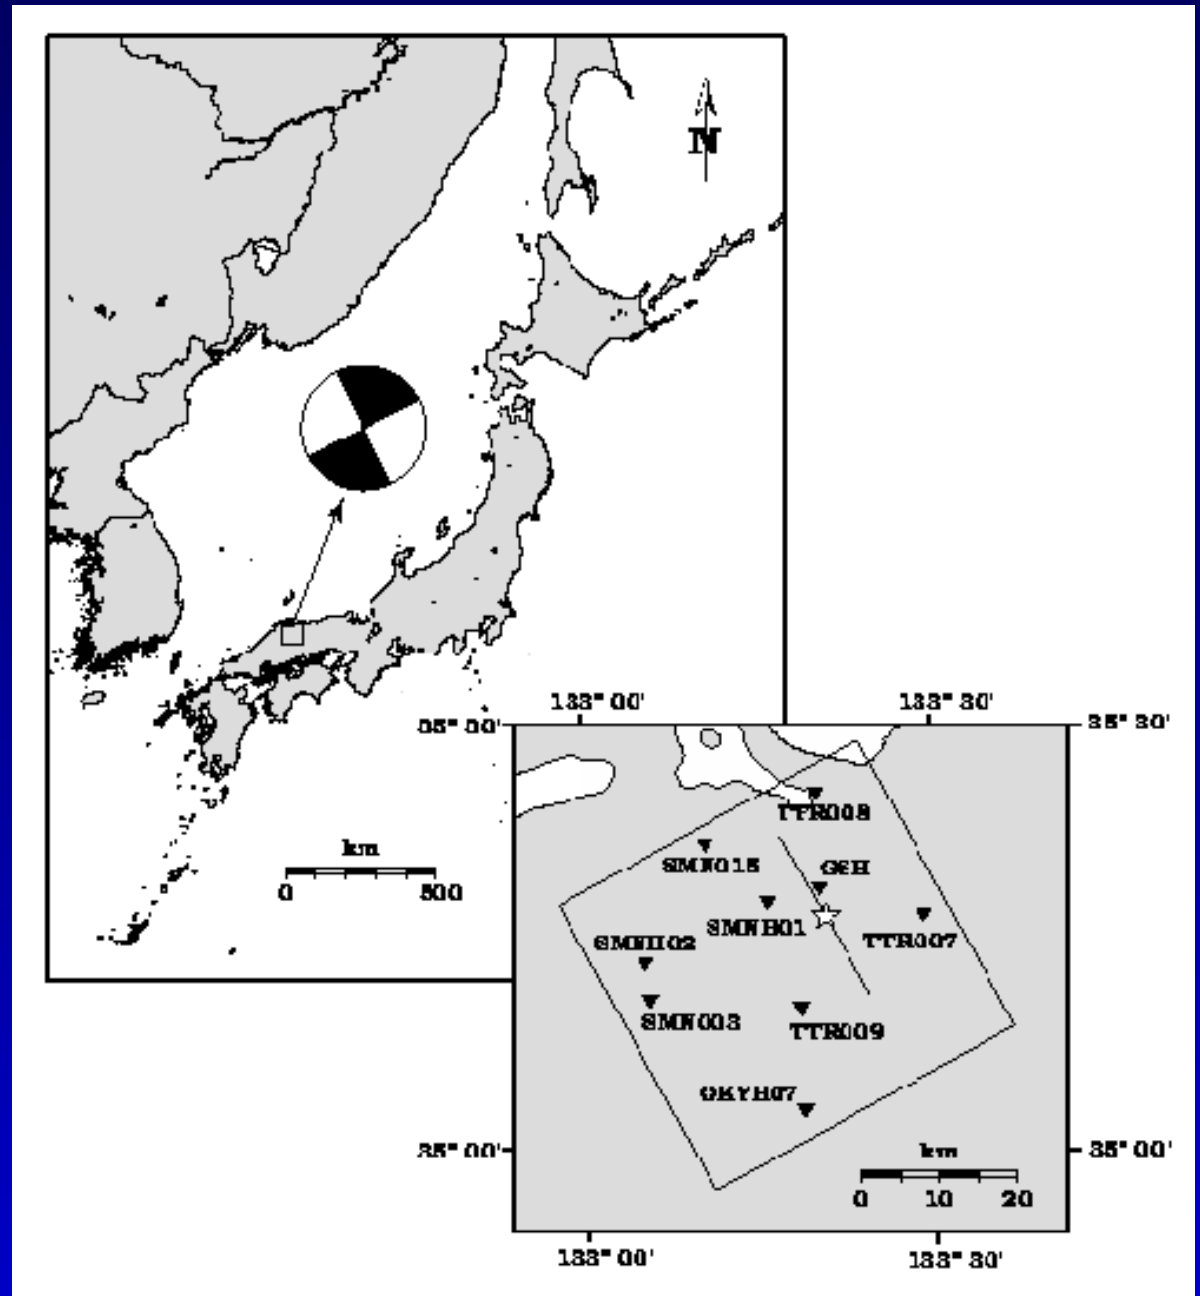 N
km
0 500
133° 00' 133° 30'
35° 30' 35° 30'
TTR008
SMN015
GSH
SMNH01
TTR007
SMNH02
SMN003
TTR009
OKYH07
35° 00' 35° 00'
km
0 10 20
133° 00' 133° 30'